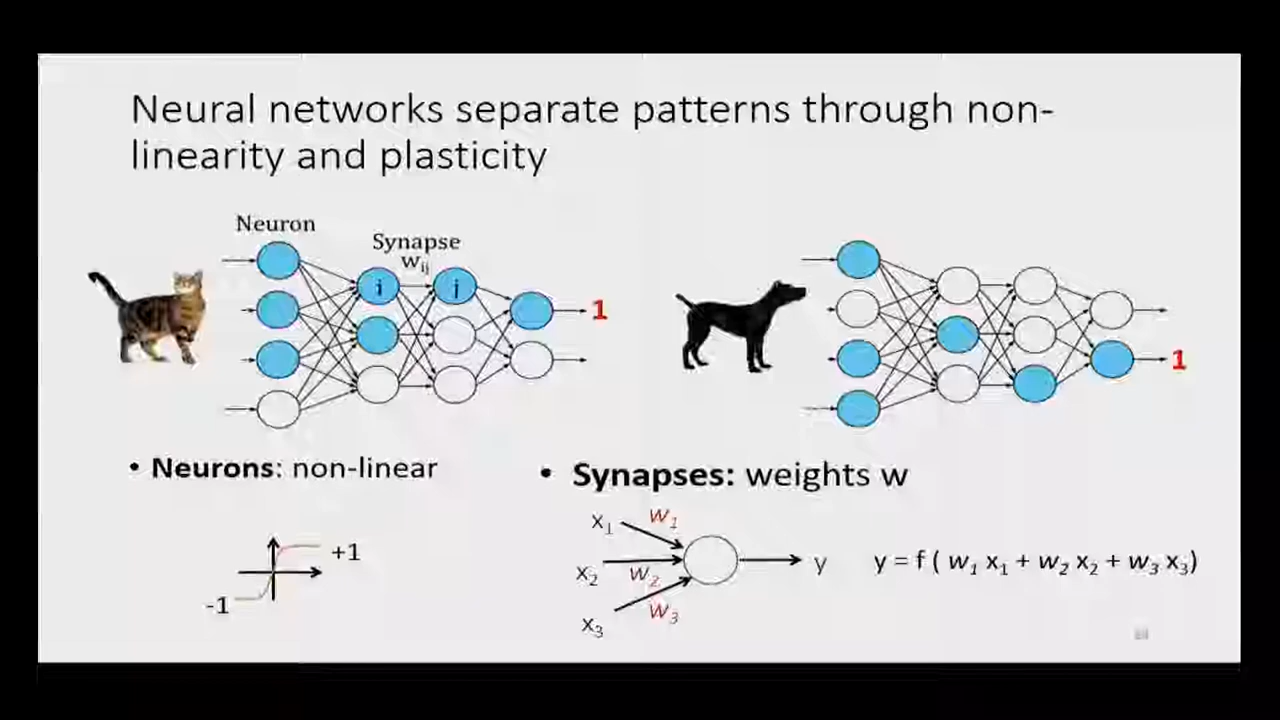 Neural networks separate patterns through non-
linearity and plasticity
Neuron
Synapse
w_ij
i
j
1
1
• Neurons: non-linear
• Synapses: weights w
+1
-1
x₁
w₁
x₂
w₂
x₃
w₃
y
y = f ( w₁ x₁ + w₂ x₂ + w₃ x₃)